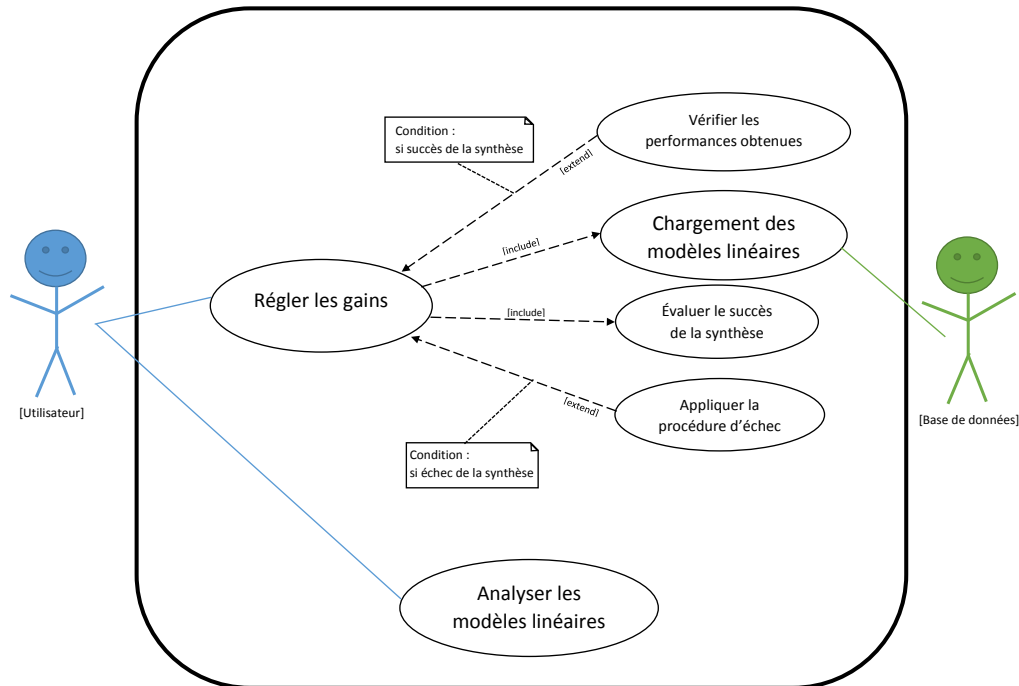 Vérifier les
performances obtenues
Condition :
si succès de la synthèse
[extend]
Chargement des
modèles linéaires
[include]
Régler les gains
[include]
Évaluer le succès
de la synthèse
[extend]
Appliquer la
procédure d’échec
[Utilisateur]
[Base de données]
Condition :
si échec de la synthèse
Analyser les
modèles linéaires